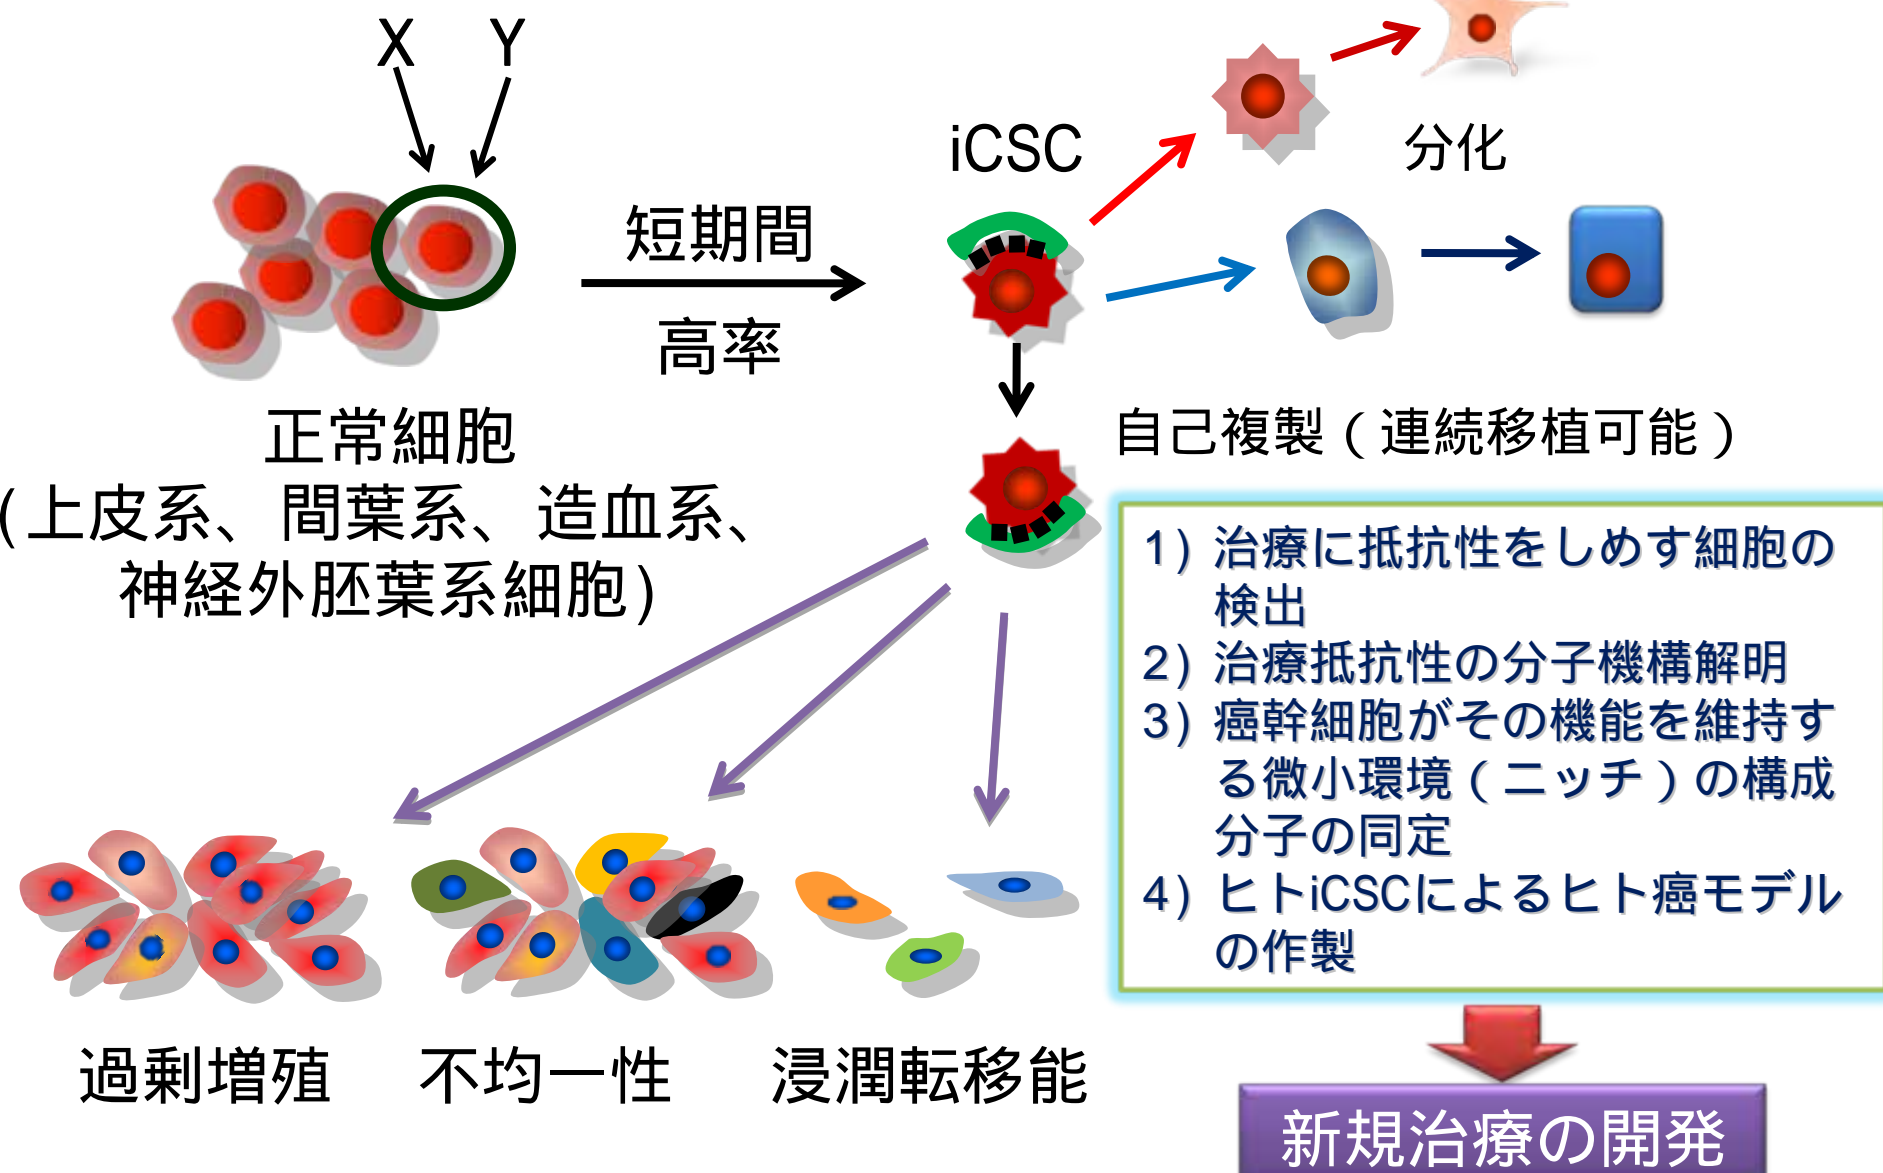 X Y
iCSC
分化
短期間
高率
正常細胞
(上皮系、間葉系、造血系、
神経外胚葉系細胞)
自己複製(連続移植可能)
1) 治療に抵抗性をしめす細胞の
検出
2) 治療抵抗性の分子機構解明
3) 癌幹細胞がその機能を維持す
る微小環境(ニッチ)の構成
分子の同定
4) ヒトiCSCによるヒト癌モデル
の作製
過剰増殖
不均一性
浸潤転移能
新規治療の開発